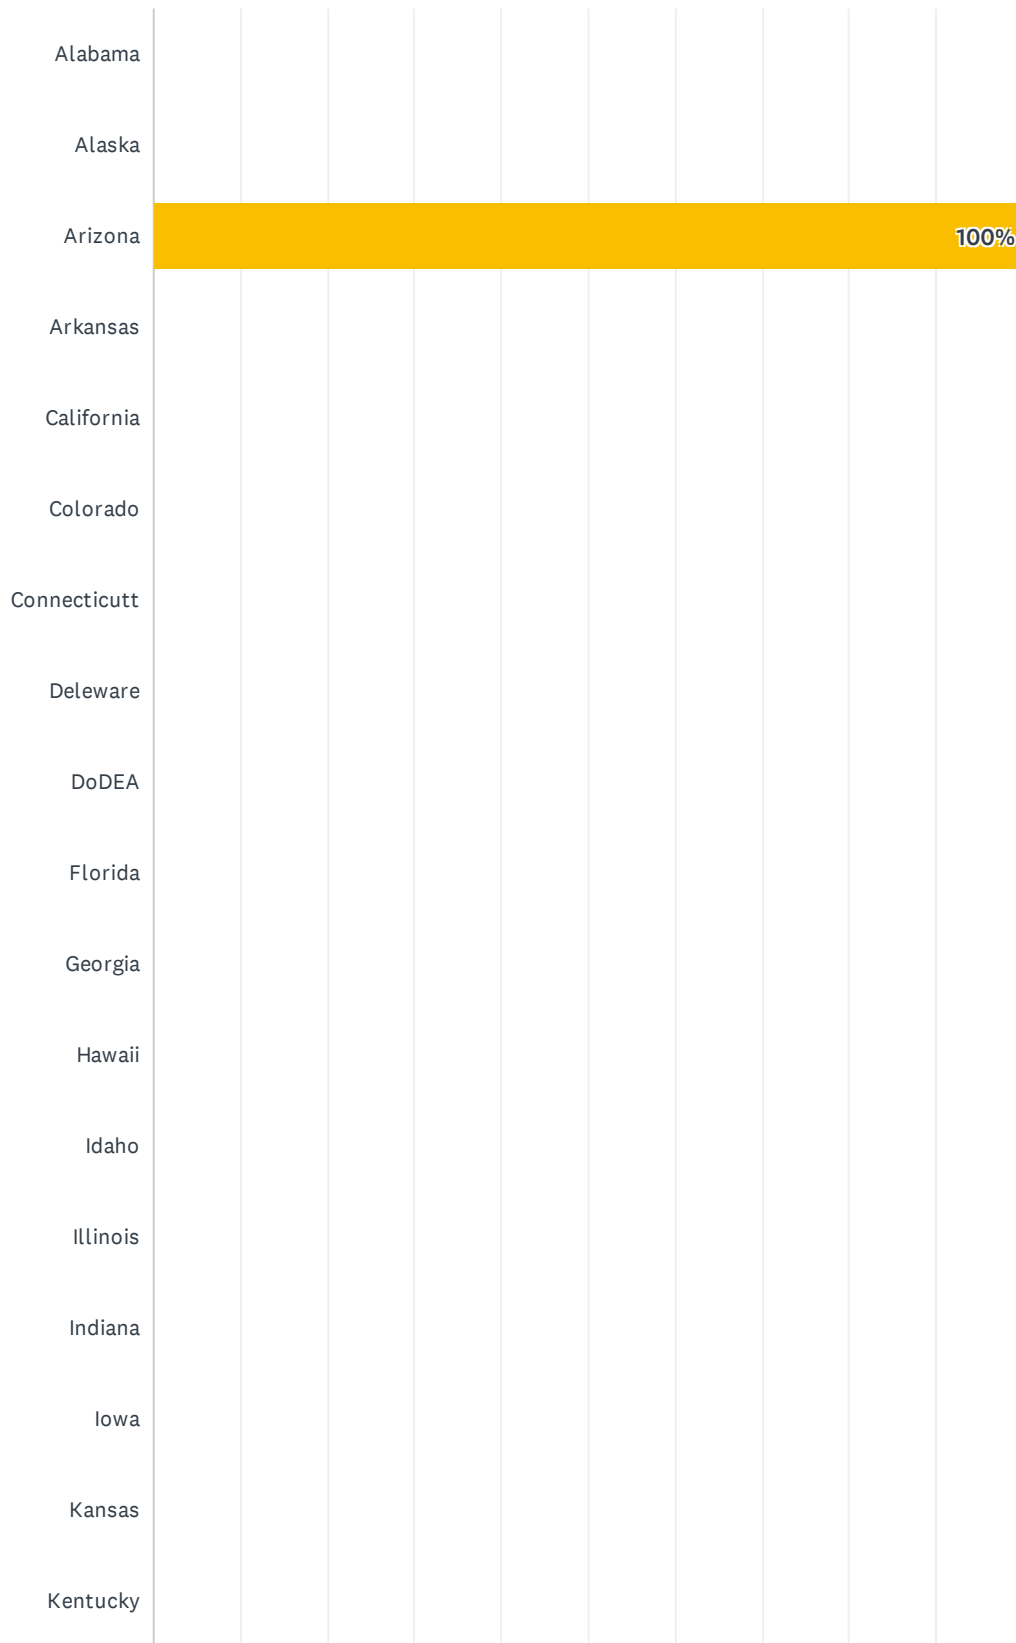 Alabama
Alaska
Arizona
100%
Arkansas
California
Colorado
Connecticutt
Deleware
DoDEA
Florida
Georgia
Hawaii
Idaho
Illinois
Indiana
Iowa
Kansas
Kentucky